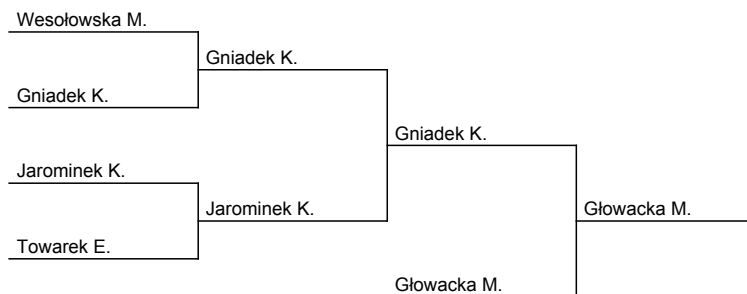 Wesołowska M.
Gniadek K.
Gniadek K.
Gniadek K.
Jarominek K.
Jarominek K.
Głowacka M.
Towarek E.
Głowacka M.